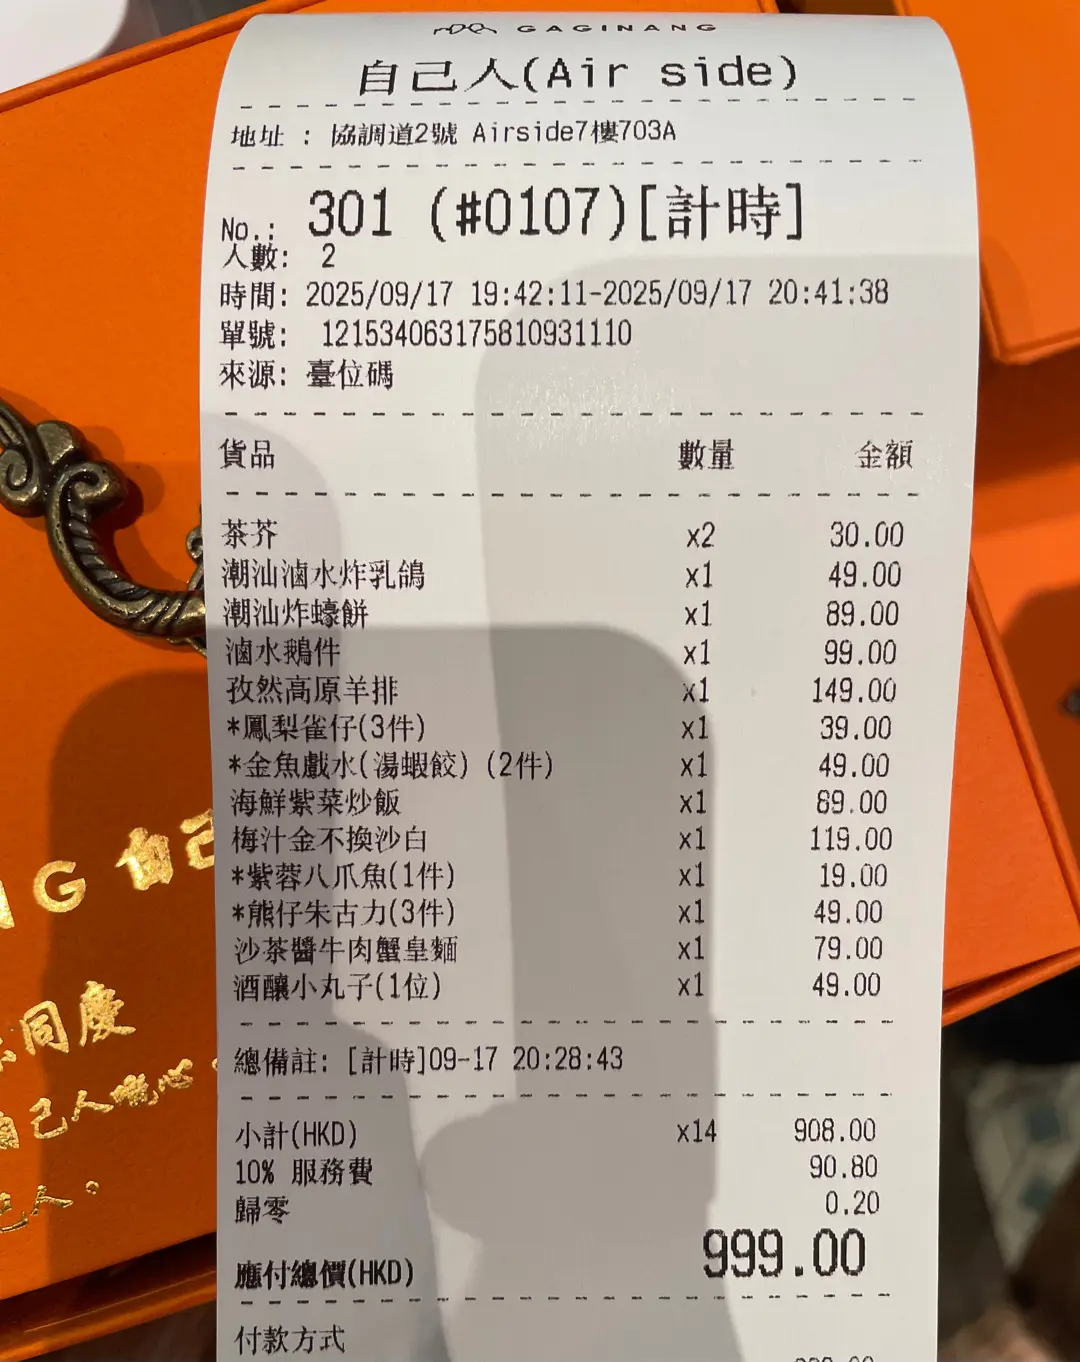 GAGINANG
自己人(Air side)
地址 : 協調道2號 Airside7樓703A
No.: 301 (#0107)[計時]
人數: 2
時間: 2025/09/17 19:42:11-2025/09/17 20:41:38
單號: 121534063175810931110
來源: 臺位碼
貨品 數量 金額
茶芥 x2 30.00
潮汕滷水炸乳鴿 x1 49.00
潮汕炸蠔餅 x1 89.00
滷水鵝件 x1 99.00
孜然高原羊排 x1 149.00
*鳳梨雀仔(3件) x1 39.00
*金魚戲水(湯蝦餃) (2件) x1 49.00
海鮮紫菜炒飯 x1 89.00
梅汁金不換沙白 x1 119.00
*紫蓉八爪魚(1件) x1 19.00
*熊仔朱古力(3件) x1 49.00
沙茶醬牛肉蟹皇麵 x1 79.00
酒釀小丸子(1位) x1 49.00
總備註: [計時]09-17 20:28:43
小計(HKD) x14 908.00
10% 服務費 90.80
歸零 0.20
應付總價(HKD) 999.00
付款方式
G 自己
同慶
自己人